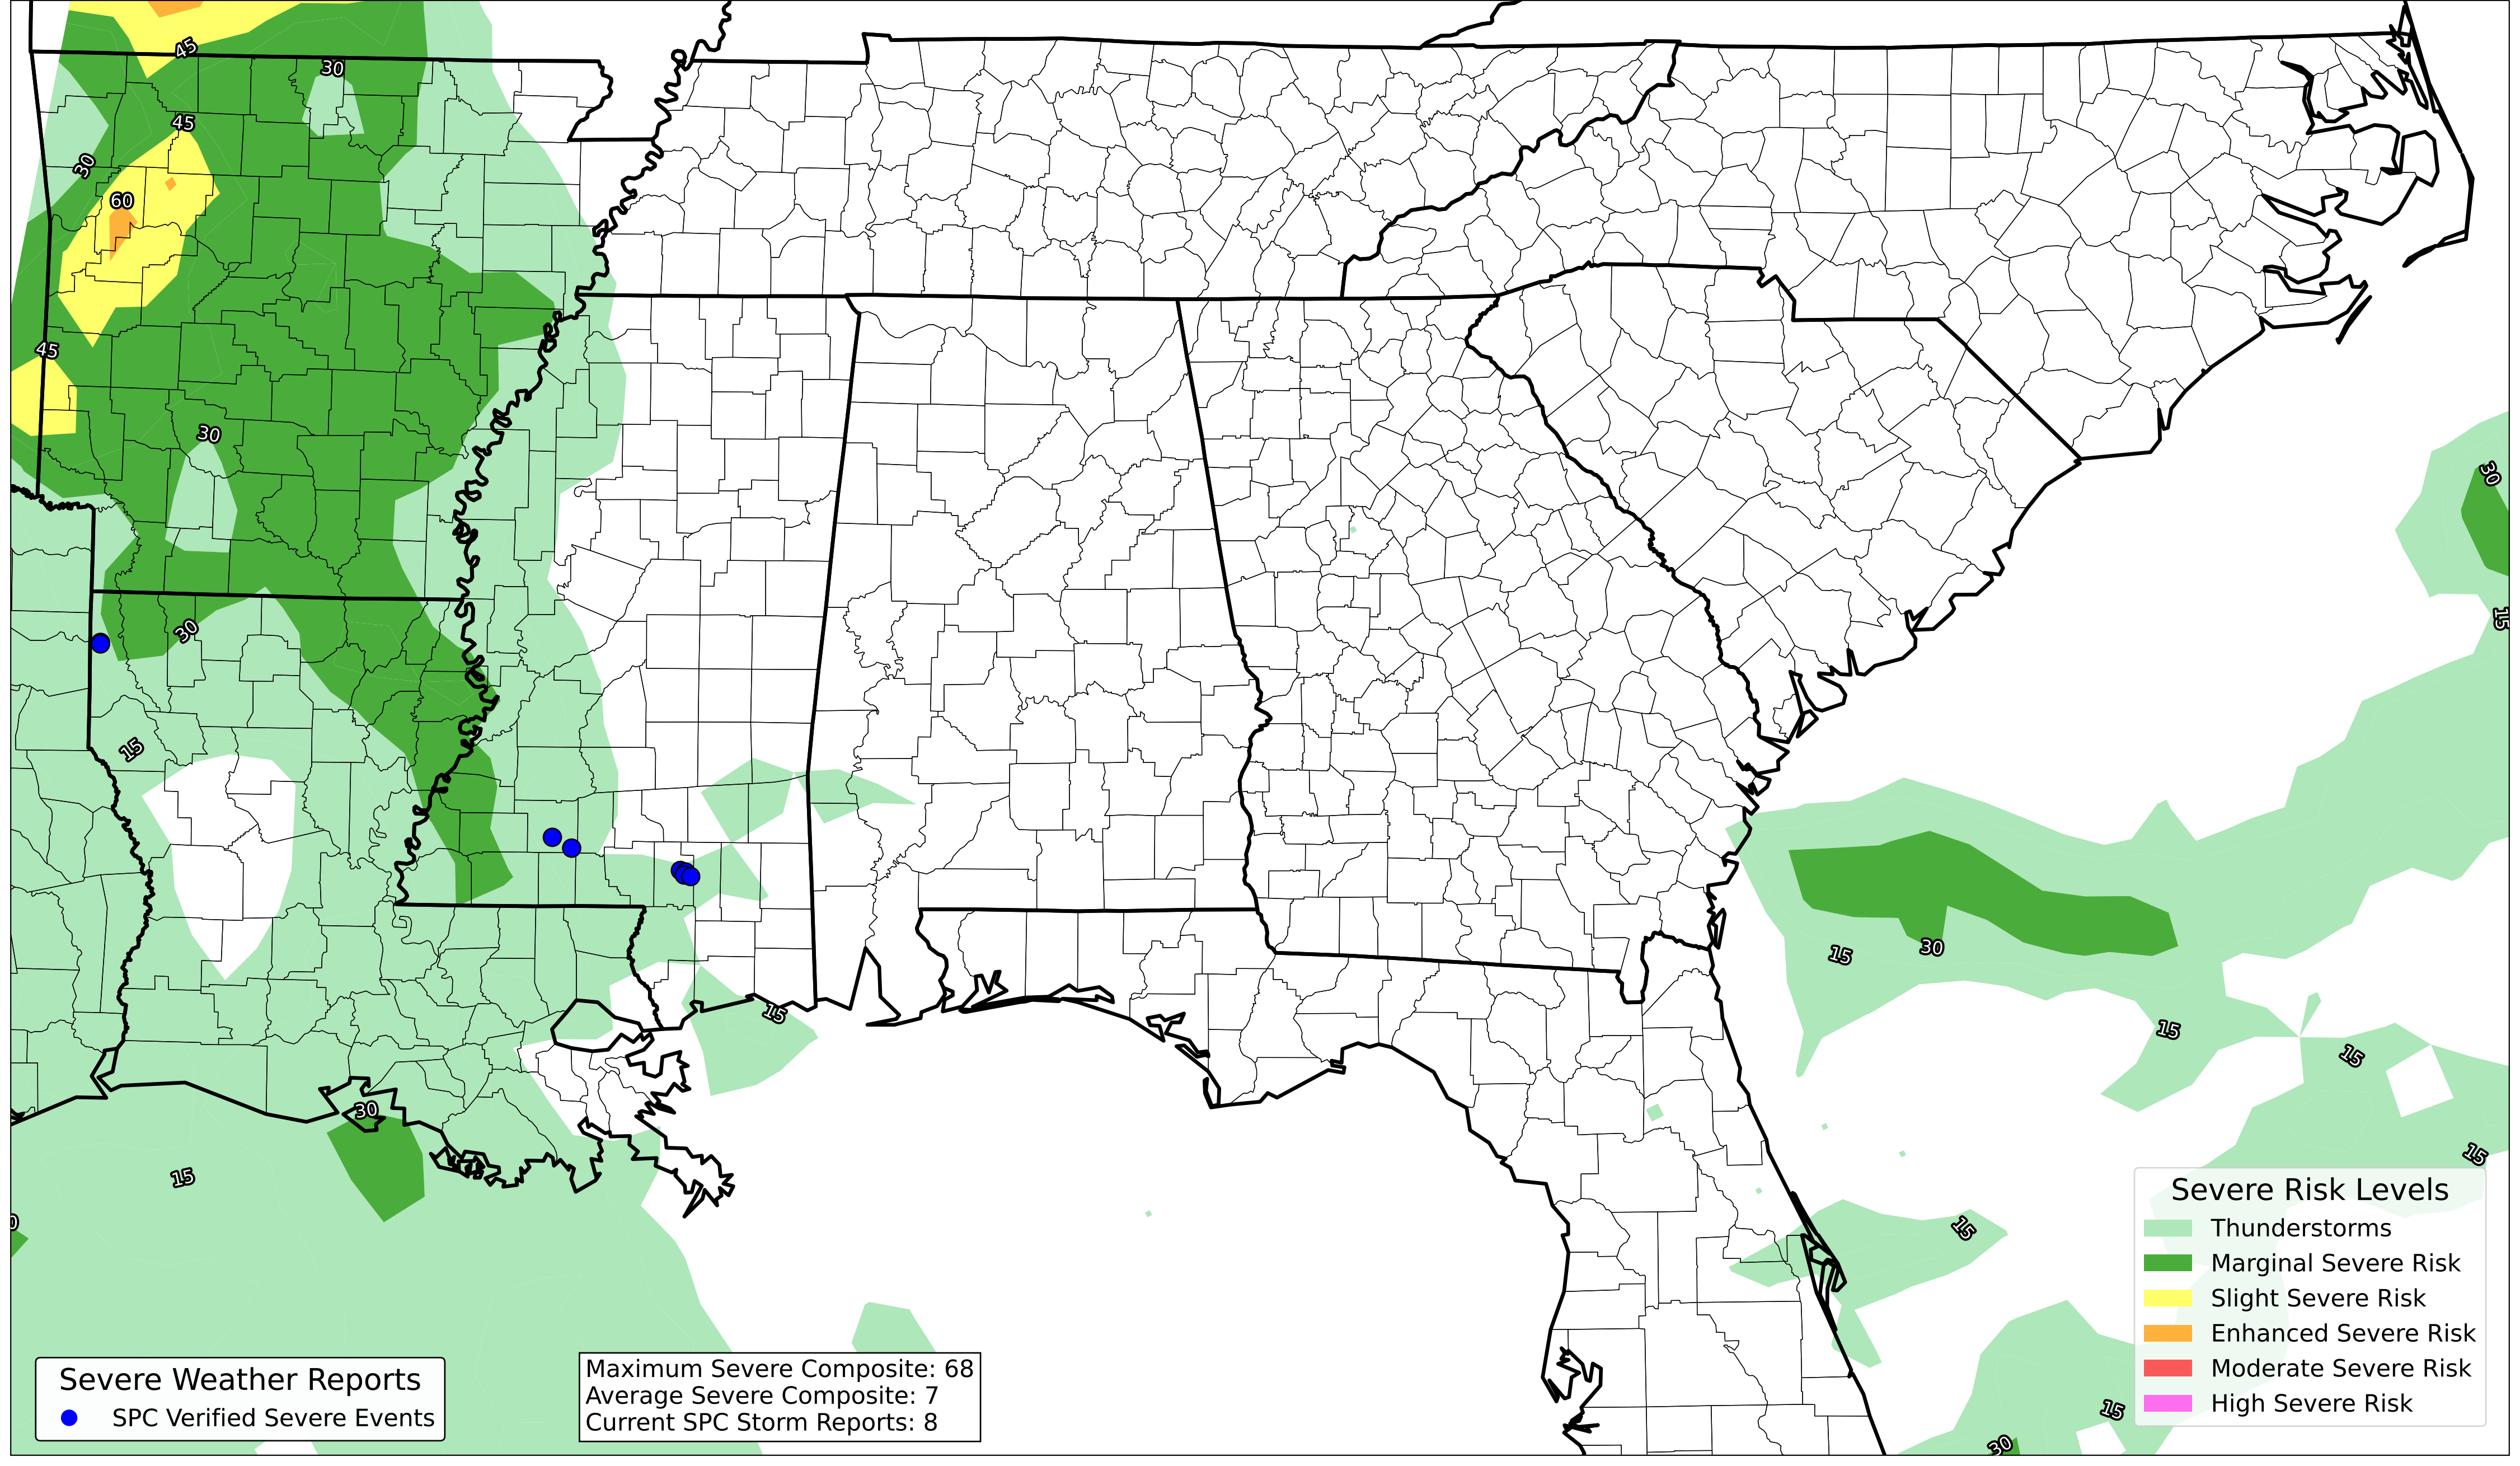 45
30
45
30
60
45
30
30
30
15
15
30
15
30
15
15
15
15
30
15
15
0
15
15
30
Severe Risk Levels
Thunderstorms
Marginal Severe Risk
Slight Severe Risk
Enhanced Severe Risk
Moderate Severe Risk
High Severe Risk
Severe Weather Reports
SPC Verified Severe Events
Maximum Severe Composite: 68
Average Severe Composite: 7
Current SPC Storm Reports: 8